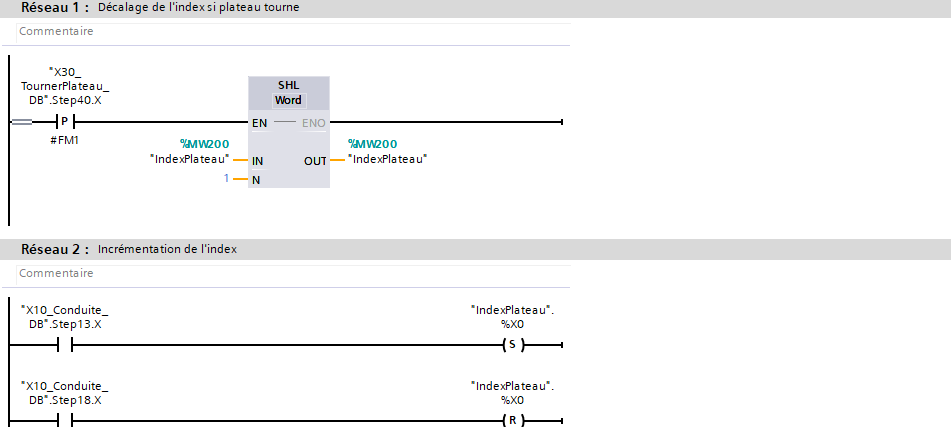 Réseau 1 : Décalage de l'index si plateau tourne
Commentaire
"X30_
TournerPlateau_
DB".Step40.X
P
#FM1
SHL
Word
EN ENO
%MW200
"IndexPlateau"
IN
OUT
%MW200
"IndexPlateau"
1
N
Réseau 2 : Incrémentation de l'index
Commentaire
"X10_Conduite_
DB".Step13.X
"IndexPlateau".
%X0
S
"X10_Conduite_
DB".Step18.X
"IndexPlateau".
%X0
R